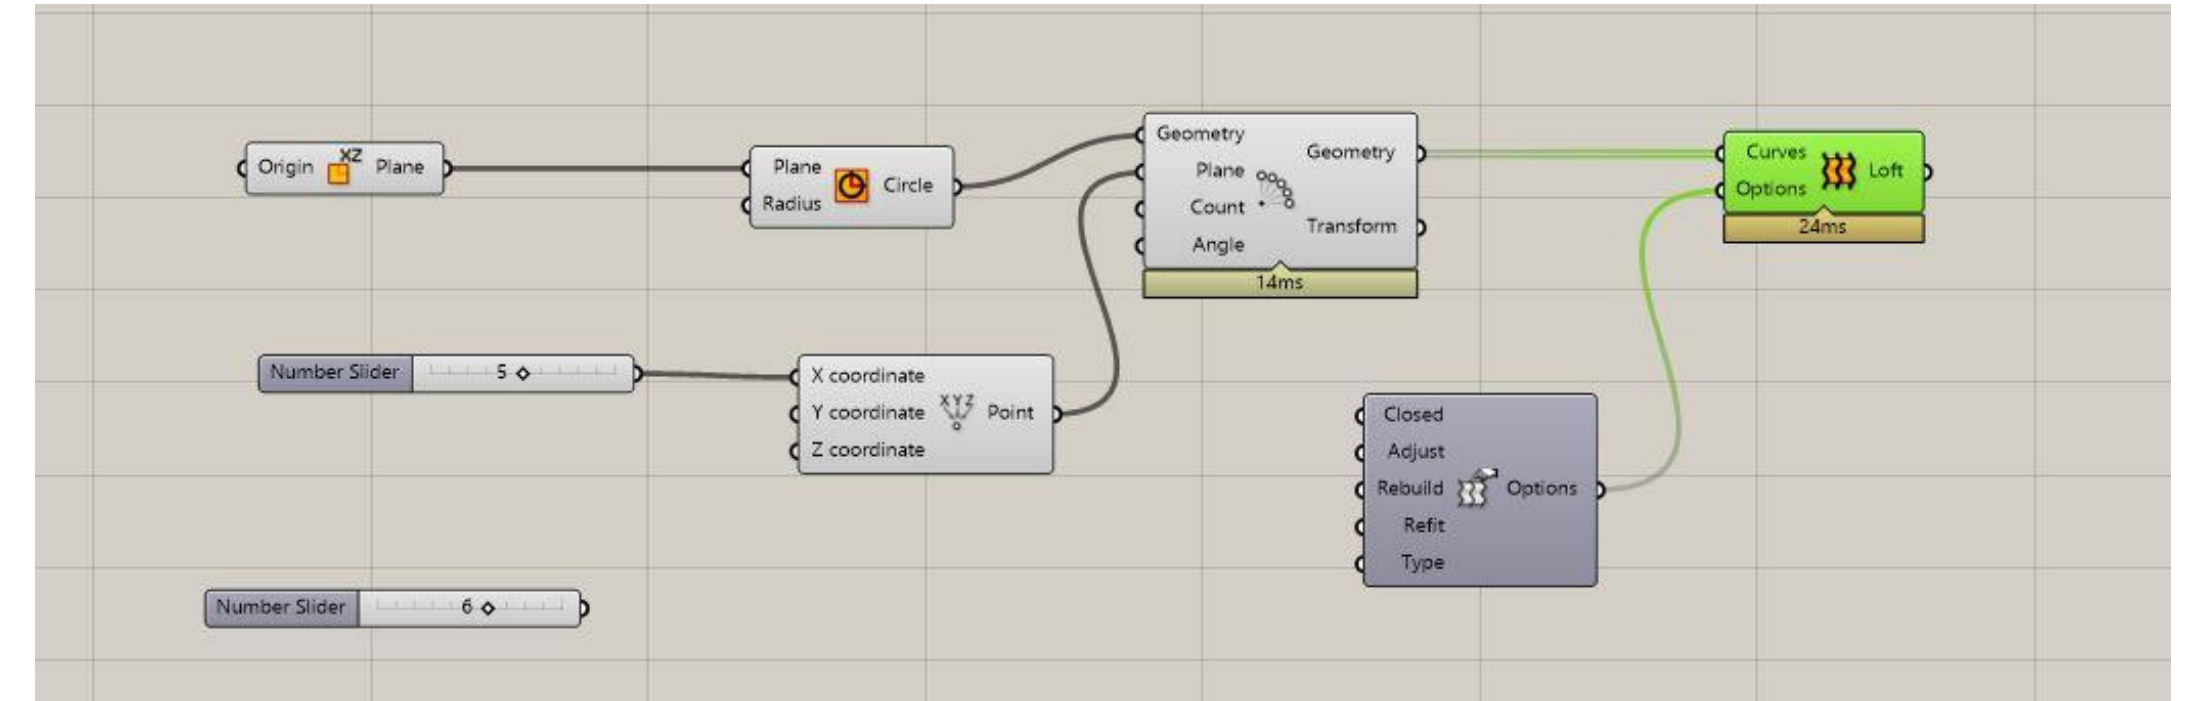 Origin XZ Plane
Plane
Radius
Circle
Geometry
Plane
Count
Angle
Geometry
Transform
14ms
Curves
Options
Loft
24ms
Number Slider 5
X coordinate
Y coordinate
Z coordinate
XYZ
Point
Closed
Adjust
Rebuild
Refit
Type
Options
Number Slider 6